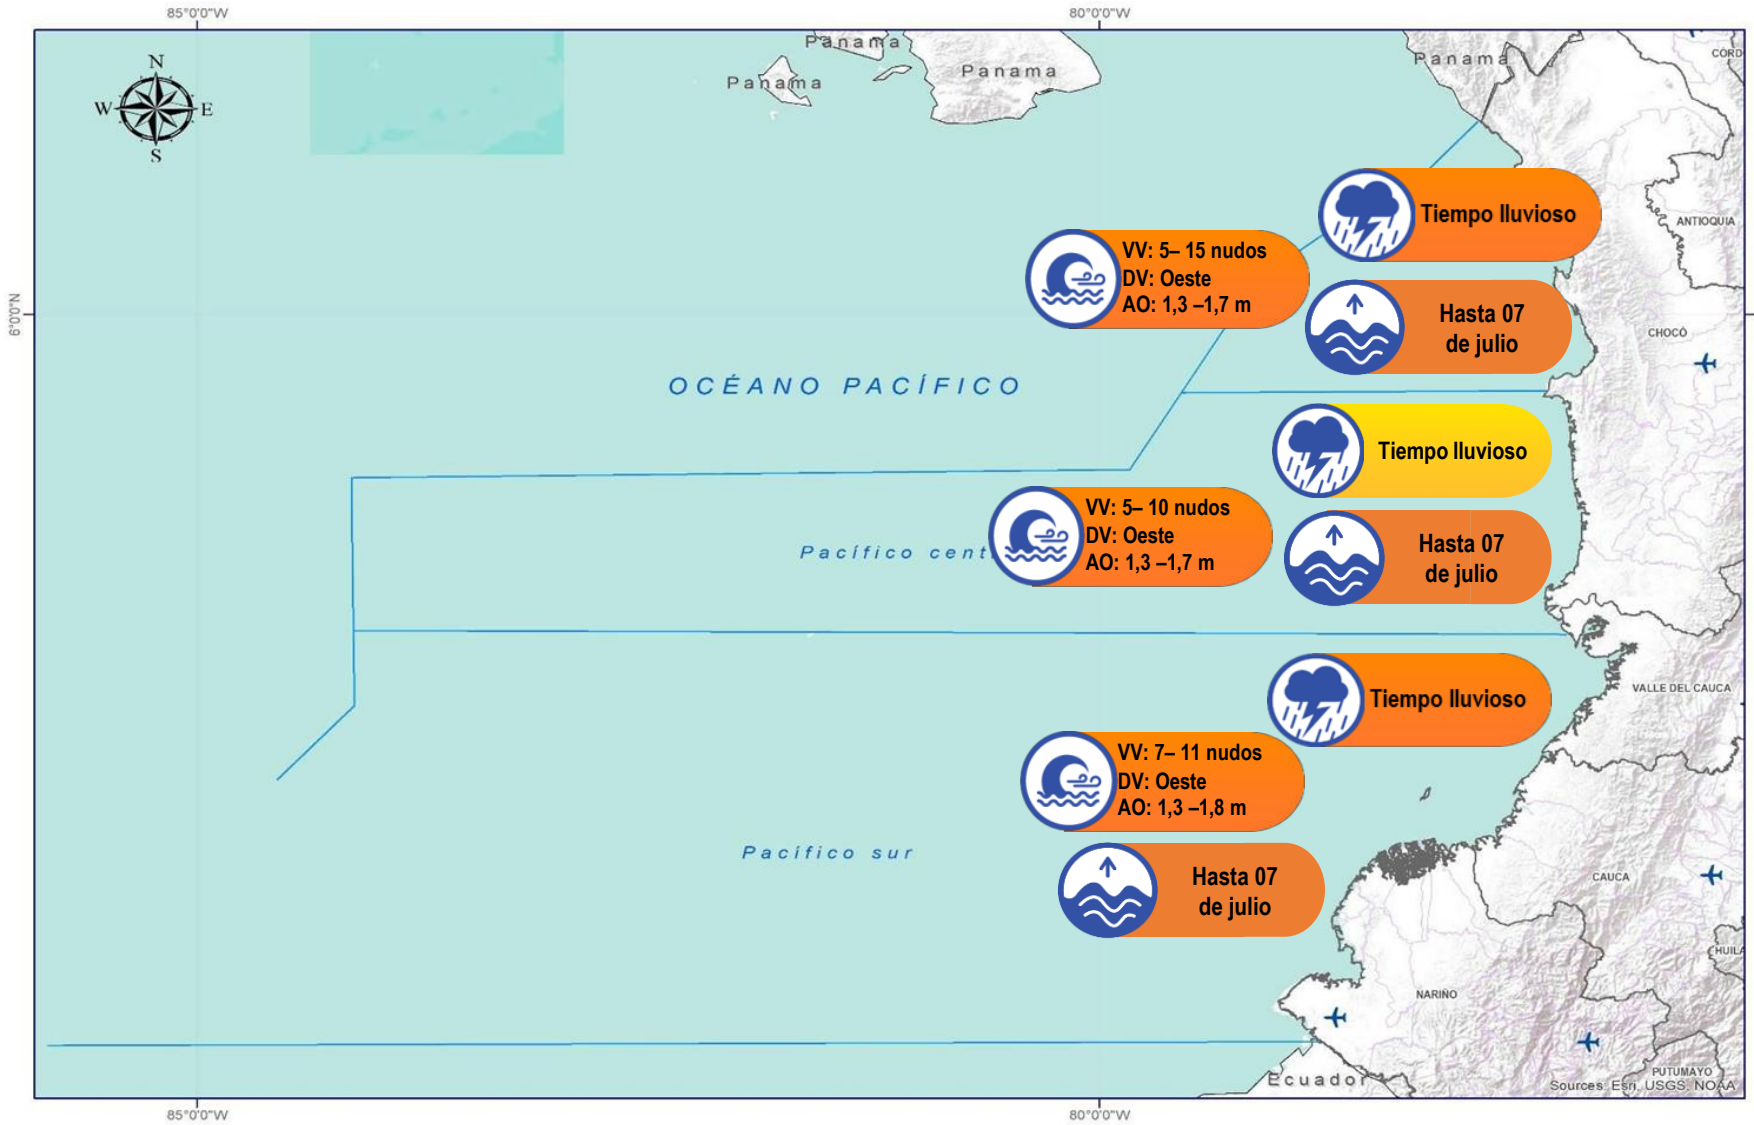 85°0'0"W
80°0'0"W
N
W
E
S
Panama
Panama
Panama
Panama
ANTIOQUIA
Tiempo lluvioso
VV: 5– 15 nudos
DV: Oeste
AO: 1,3 –1,7 m
6°0'0"N
Hasta 07
de julio
CHOCÓ
OCÉANO PACÍFICO
Tiempo lluvioso
VV: 5– 10 nudos
DV: Oeste
AO: 1,3 –1,7 m
Pacífico cent
Hasta 07
de julio
Tiempo lluvioso
VALLE DEL CAUCA
VV: 7– 11 nudos
DV: Oeste
AO: 1,3 –1,8 m
Pacífico sur
Hasta 07
de julio
CAUCA
HUILA
NARIÑO
Ecuador
PUTUMAYO
Sources: Esri, USGS, NOAA
85°0'0"W
80°0'0"W